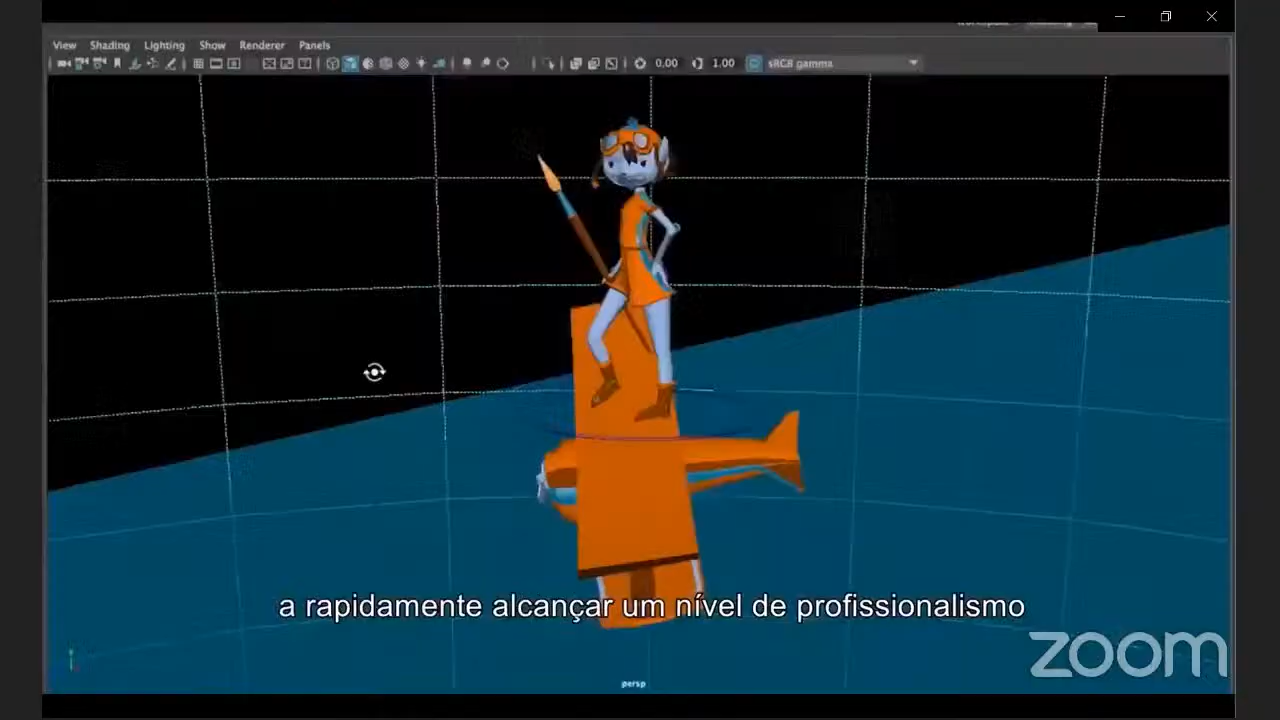 View Shading Lighting Show Renderer Panels
0.00 1.00 sRGB gamma
a rapidamente alcançar um nível de profissionalismo
zoom
persp